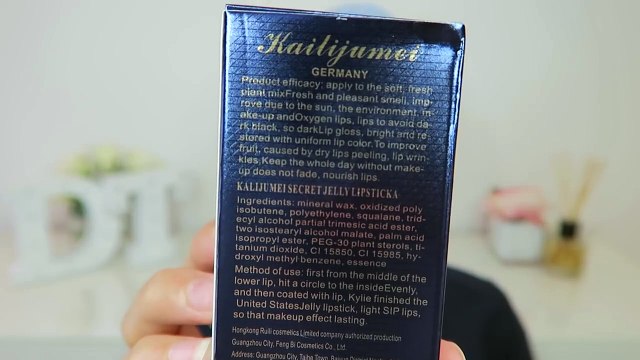 Kailijumei
GERMANY
Product efficacy: apply to the soft, fresh
plant mixFresh and pleasant smell, imp-
rove due to the sun, the environment, m
ake-up andOxygen lips, lips to avoid da-
rk black, so darkLip gloss, bright and re-
stored with uniform lip color.To improve
fruit, caused by dry lips peeling, lip wrin-
kles;Keep the whole day without make-
up does not fade, nourish lips.
KALIJUMEI SECRET JELLY LIPSTICKA
Ingredients: mineral wax, oxidized poly
isobutene, polyethylene, squalane, trid-
ecyl alcohol partial trimesic acid ester,
two isostearyl alcohol malate, palm acid
isopropyl ester, PEG-30 plant sterols, ti-
tanium dioxide, CI 15850, CI 15985, hy-
droxyl methyl benzene, essence
Method of use: first from the middle of the
lower lip, hit a circle to the insideEvenly,
and then coated with lip, Kylie finished the
United StatesJelly lipstick, light SIP lips,
so that makeup effect lasting.
Hongkong Ruili cosmetics Limited company authorized production
Guangzhou City, Feng Bi Cosmetics Co., Ltd.
Address: Guangzhou City, Taihe Town, Baiyun
DI